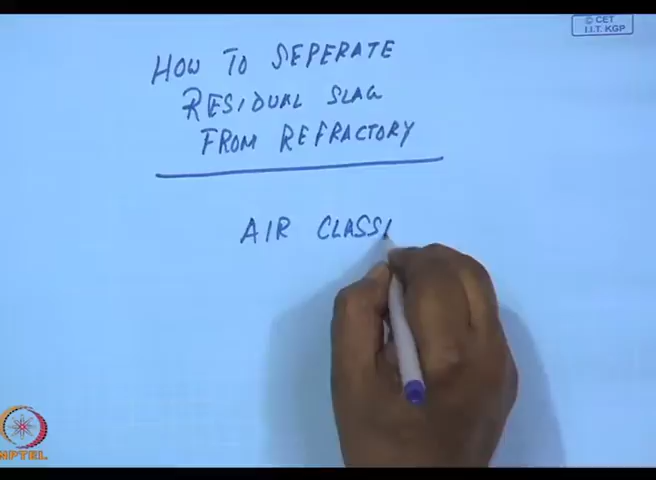 © CET
I.I.T. KGP
HOW TO SEPERATE
RESIDUAL SLAG
FROM REFRACTORY
AIR CLASSI
NPTEL